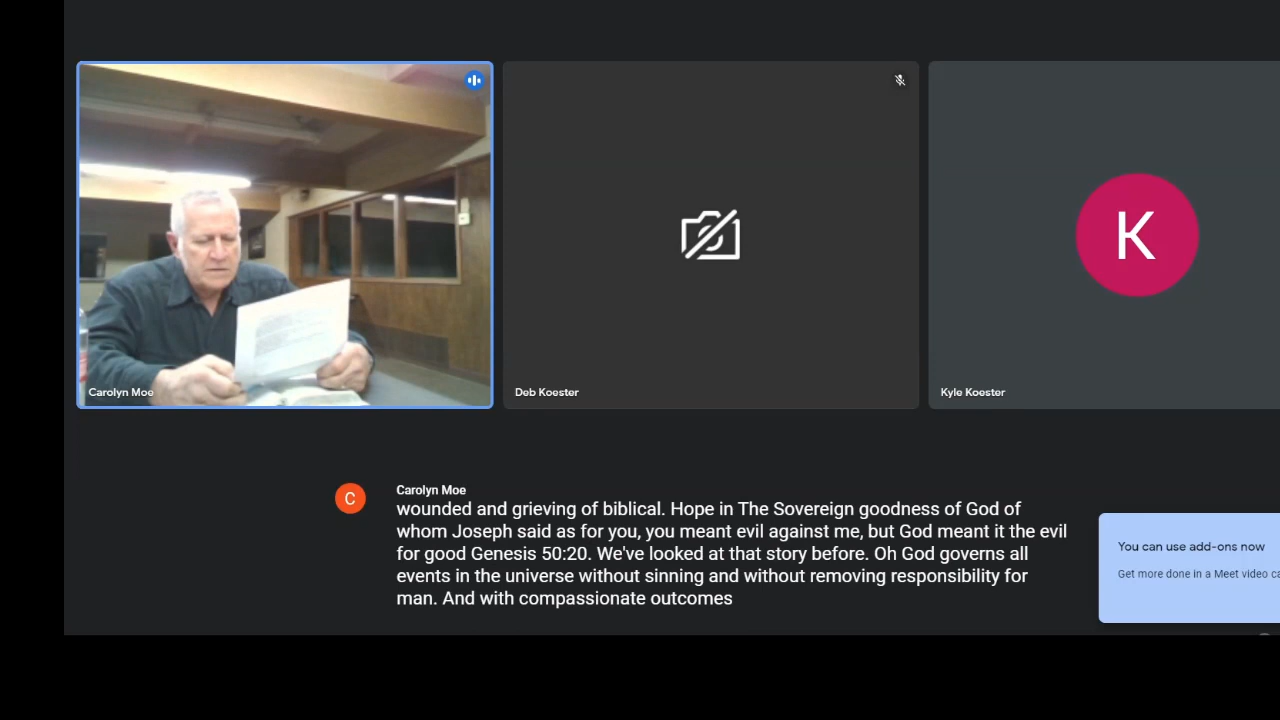 Carolyn Moe
Deb Koester
K
Kyle Koester
C
Carolyn Moe
wounded and grieving of biblical. Hope in The Sovereign goodness of God of
whom Joseph said as for you, you meant evil against me, but God meant it the evil
for good Genesis 50:20. We've looked at that story before. Oh God governs all
events in the universe without sinning and without removing responsibility for
man. And with compassionate outcomes
You can use add-ons now
Get more done in a Meet video